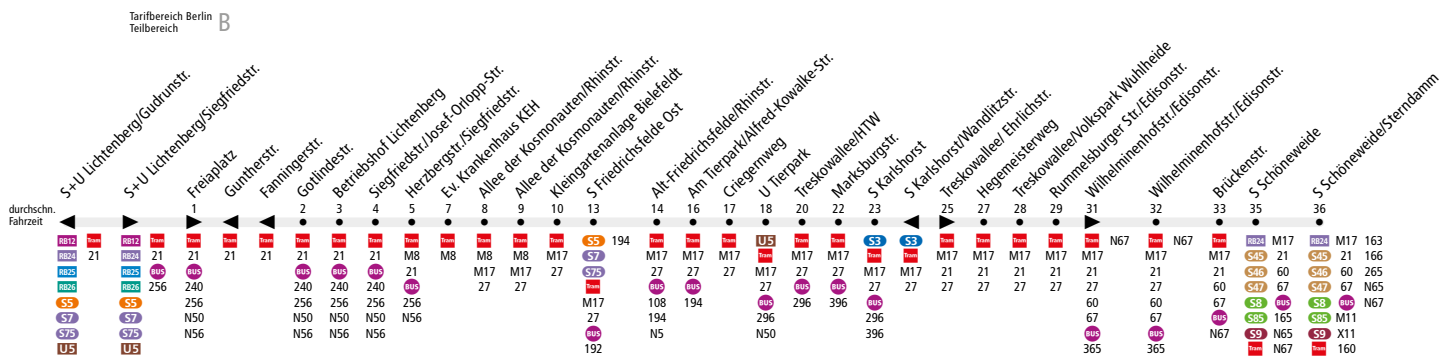 Tarifbereich Berlin B
Teilbereich
S+U Lichtenberg/Gudrunstr.
S+U Lichtenberg/Siegfriedstr.
Freiaplatz
Guntherstr.
Fanningerstr.
Gotlindestr.
Betriebshof Lichtenberg
Siegfriedstr./Josef-Orlopp-Str.
Herzbergstr./Siegfriedstr.
Ev. Krankenhaus KEH
Allee der Kosmonauten/Rhinstr.
Allee der Kosmonauten/Rhinstr.
Kleingartenanlage Bielefeldt
S Friedrichsfelde Ost
Alt-Friedrichsfelde/Rhinstr.
Am Tierpark/Alfred-Kowalke-Str.
Criegernweg
U Tierpark
Treskowallee/HTW
Marksburgstr.
S Karlshorst
S Karlshorst/Wandlitzstr.
Treskowallee/ Ehrlichstr.
Hegemeisterweg
Treskowallee/Volkspark Wuhlheide
Rummelsburger Str./Edisonstr.
Wilhelminenhofstr./Edisonstr.
Wilhelminenhofstr./Edisonstr.
Brückenstr.
S Schöneweide
S Schöneweide/Sterndamm
durchschn. 1 2 3 4 5 7 8 9 10 13 14 16 17 18 20 22 23 25 27 28 29 31 32 33 35 36
Fahrzeit
RB12 Tram RB12 Tram Tram Tram Tram Tram Tram Tram Tram Tram Tram Tram Tram S5 194 Tram Tram Tram U5 Tram Tram S3 S3 Tram Tram Tram Tram Tram N67 Tram N67 Tram RB24 M17 RB24 M17 163
RB24 21 RB24 21 21 21 21 21 21 21 M8 M8 M8 M8 M17 S7 M17 M17 M17 Tram M17 M17 Tram Tram M17 M17 M17 M17 M17 M17 M17 S45 21 S45 21 166
RB25 RB25 BUS BUS BUS BUS BUS 21 M17 M17 27 S75 27 27 27 M17 27 27 M17 M17 21 21 21 21 21 21 21 S46 60 S46 60 265
RB26 RB26 256 240 240 240 240 BUS 27 27 Tram BUS BUS 27 BUS BUS 27 27 27 27 27 27 27 27 60 S47 67 S47 67 N65
S5 S5 256 256 256 256 256 M17 108 194 BUS 296 396 BUS 60 60 67 S8 BUS S8 BUS N67
S7 S7 N50 N50 N50 N50 N56 27 194 296 296 67 67 BUS S85 165 S85 M11
S75 S75 N56 N56 N56 N56 BUS N5 N50 396 BUS BUS N67 S9 N65 S9 X11
U5 U5 192 365 365 Tram N67 Tram 160